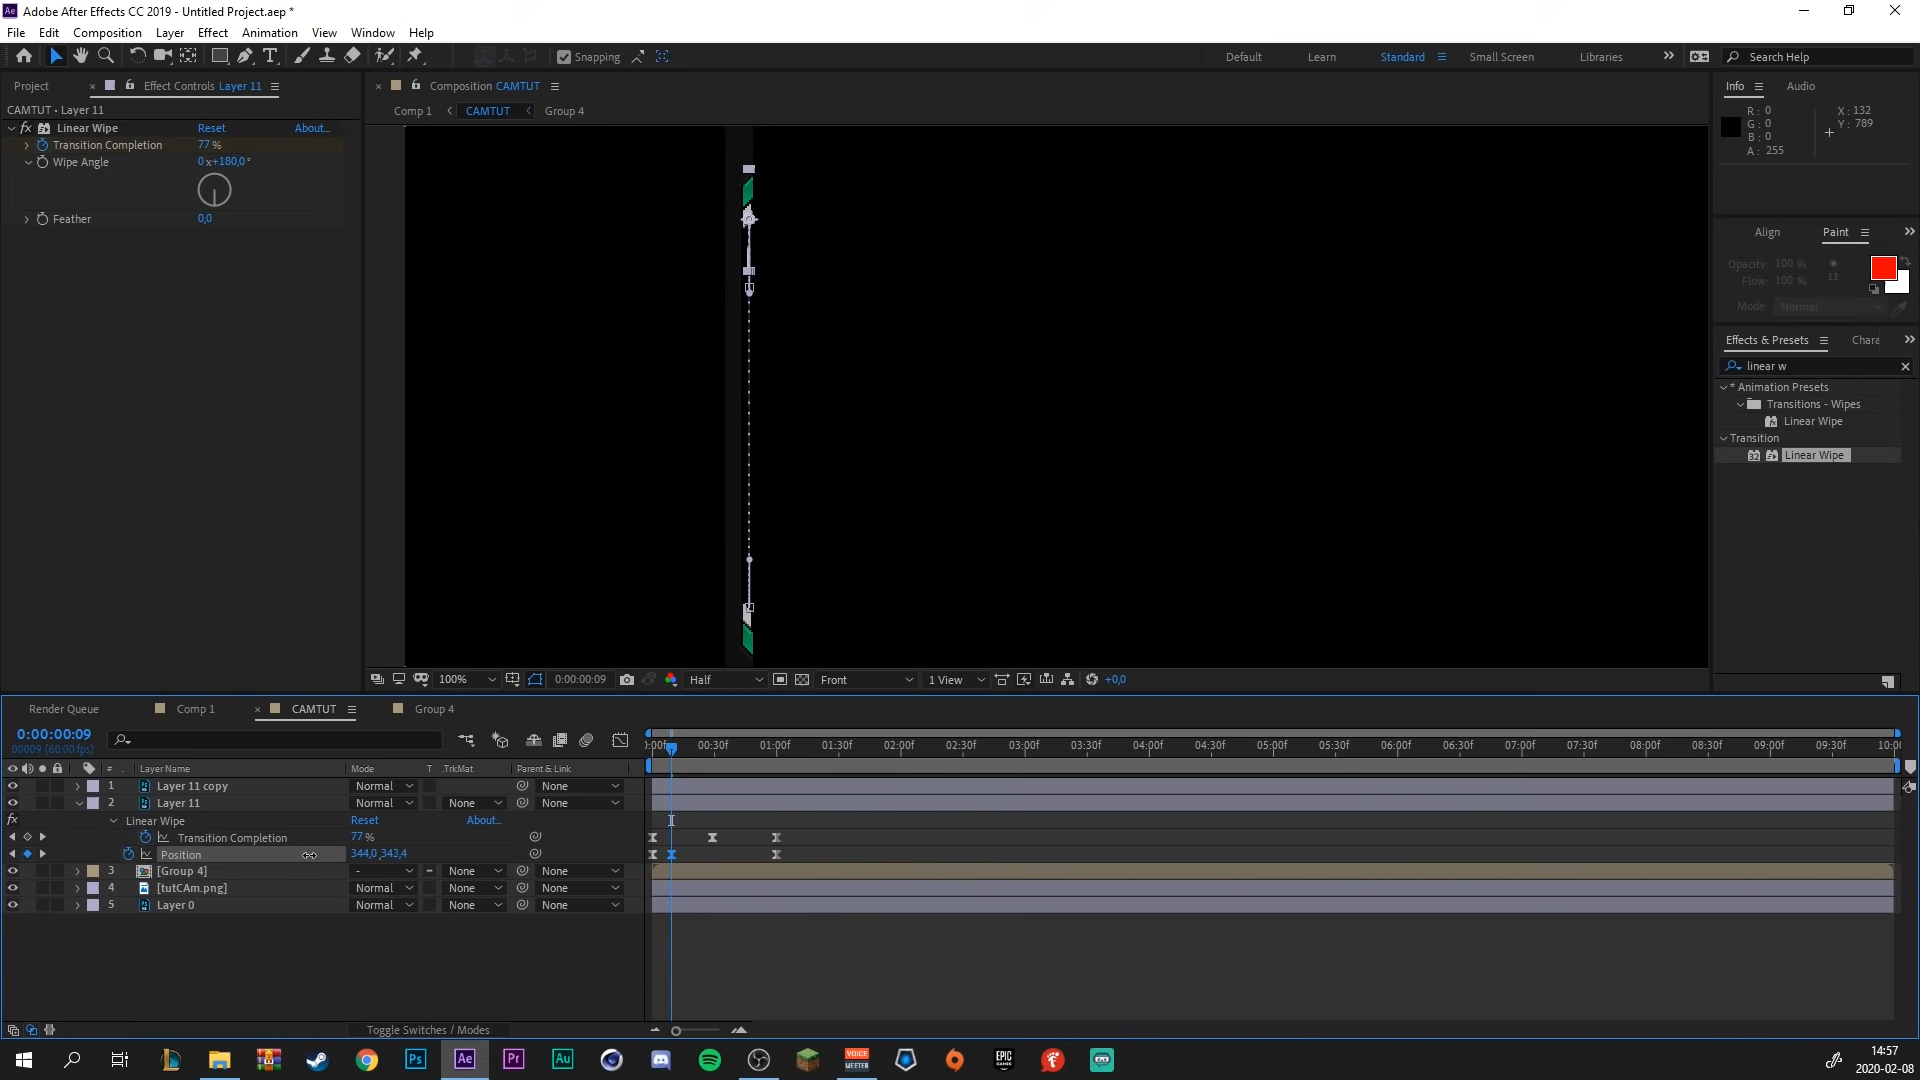 Adobe After Effects CC 2019 - Untitled Project.aep *
File Edit Composition Layer Effect Animation View Window Help
Snapping Default Learn Standard Small Screen Libraries Search Help
Project Effect Controls Layer 11
CAMTUT • Layer 11
fx Linear Wipe Reset About...
Transition Completion 77 %
Wipe Angle 0 x+180,0 °
Feather 0,0
Composition CAMTUT
Comp 1 CAMTUT Group 4
Info Audio
R : 0 X : 132
G : 0 Y : 789
B : 0
A : 255
Align Paint
Opacity: 100 %
Flow: 100 % 13
Mode: Normal
Effects & Presets Chara
linear w
* Animation Presets
Transitions - Wipes
Linear Wipe
Transition
Linear Wipe
100% 0:00:00:09 Half Front 1 View +0,0
Render Queue Comp 1 CAMTUT Group 4
0:00:00:09
00009 (60.00 fps)
):00f 00:30f 01:00f 01:30f 02:00f 02:30f 03:00f 03:30f 04:00f 04:30f 05:00f 05:30f 06:00f 06:30f 07:00f 07:30f 08:00f 08:30f 09:00f 09:30f 10:00
# Layer Name Mode T .TrkMat Parent & Link
1 Layer 11 copy Normal None
2 Layer 11 Normal None None
fx Linear Wipe Reset About...
Transition Completion 77 %
Position 344,0 ,343,4
3 [Group 4] - None None
4 [tutCAm.png] Normal None None
5 Layer 0 Normal None None
Toggle Switches / Modes
Ps Ae Pr Au VOICE MEETER EPIC GAMES
14:57
2020-02-08